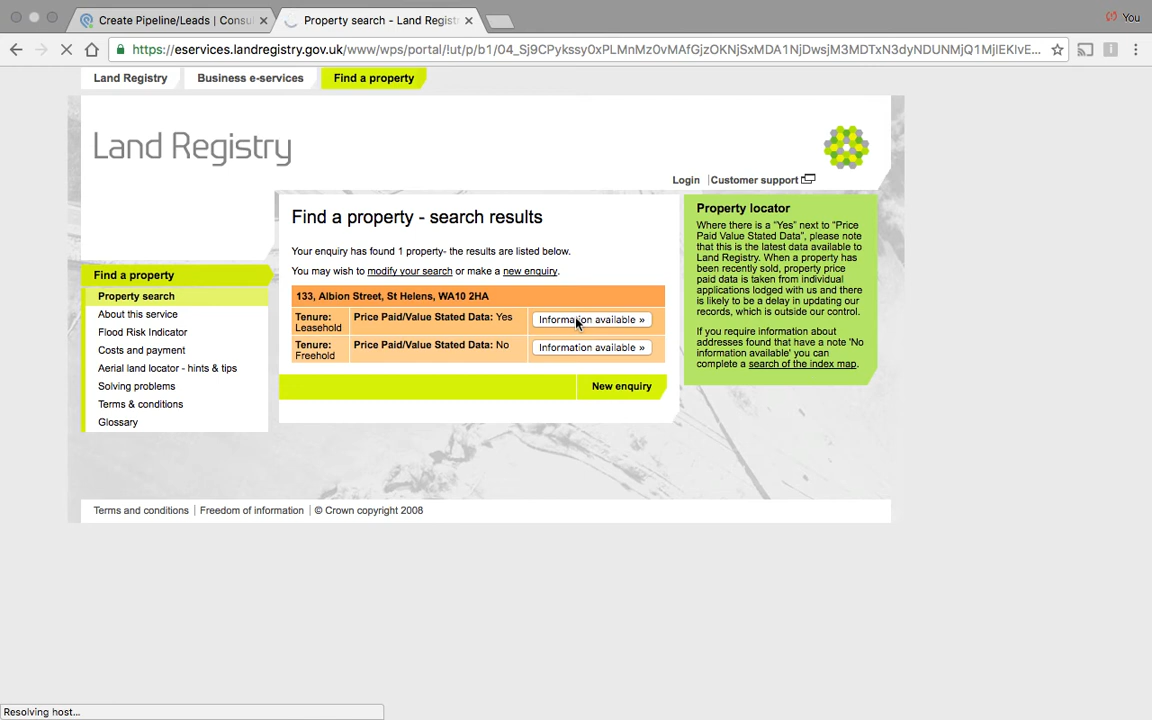 Create Pipeline/Leads | Consul
Property search - Land Regist
You
https://eservices.landregistry.gov.uk/www/wps/portal/!ut/p/b1/04_Sj9CPykssy0xPLMnMz0vMAfGjzOKNjSxMDA1NjDwsjM3MDTxN3dyNDUNMjQ1MjIEKIvE...
Land Registry
Business e-services
Find a property
Land Registry
Login | Customer support
Find a property - search results
Your enquiry has found 1 property- the results are listed below.
You may wish to modify your search or make a new enquiry.
133, Albion Street, St Helens, WA10 2HA
Tenure: Leasehold
Price Paid/Value Stated Data: Yes
Information available »
Tenure: Freehold
Price Paid/Value Stated Data: No
Information available »
New enquiry
Find a property
Property search
About this service
Flood Risk Indicator
Costs and payment
Aerial land locator - hints & tips
Solving problems
Terms & conditions
Glossary
Property locator
Where there is a "Yes" next to "Price
Paid Value Stated Data", please note
that this is the latest data available to
Land Registry. When a property has
been recently sold, property price
paid data is taken from individual
applications lodged with us and there
is likely to be a delay in updating our
records, which is outside our control.
If you require information about
addresses found that have a note 'No
information available' you can
complete a search of the index map.
Terms and conditions | Freedom of information | © Crown copyright 2008
Resolving host...